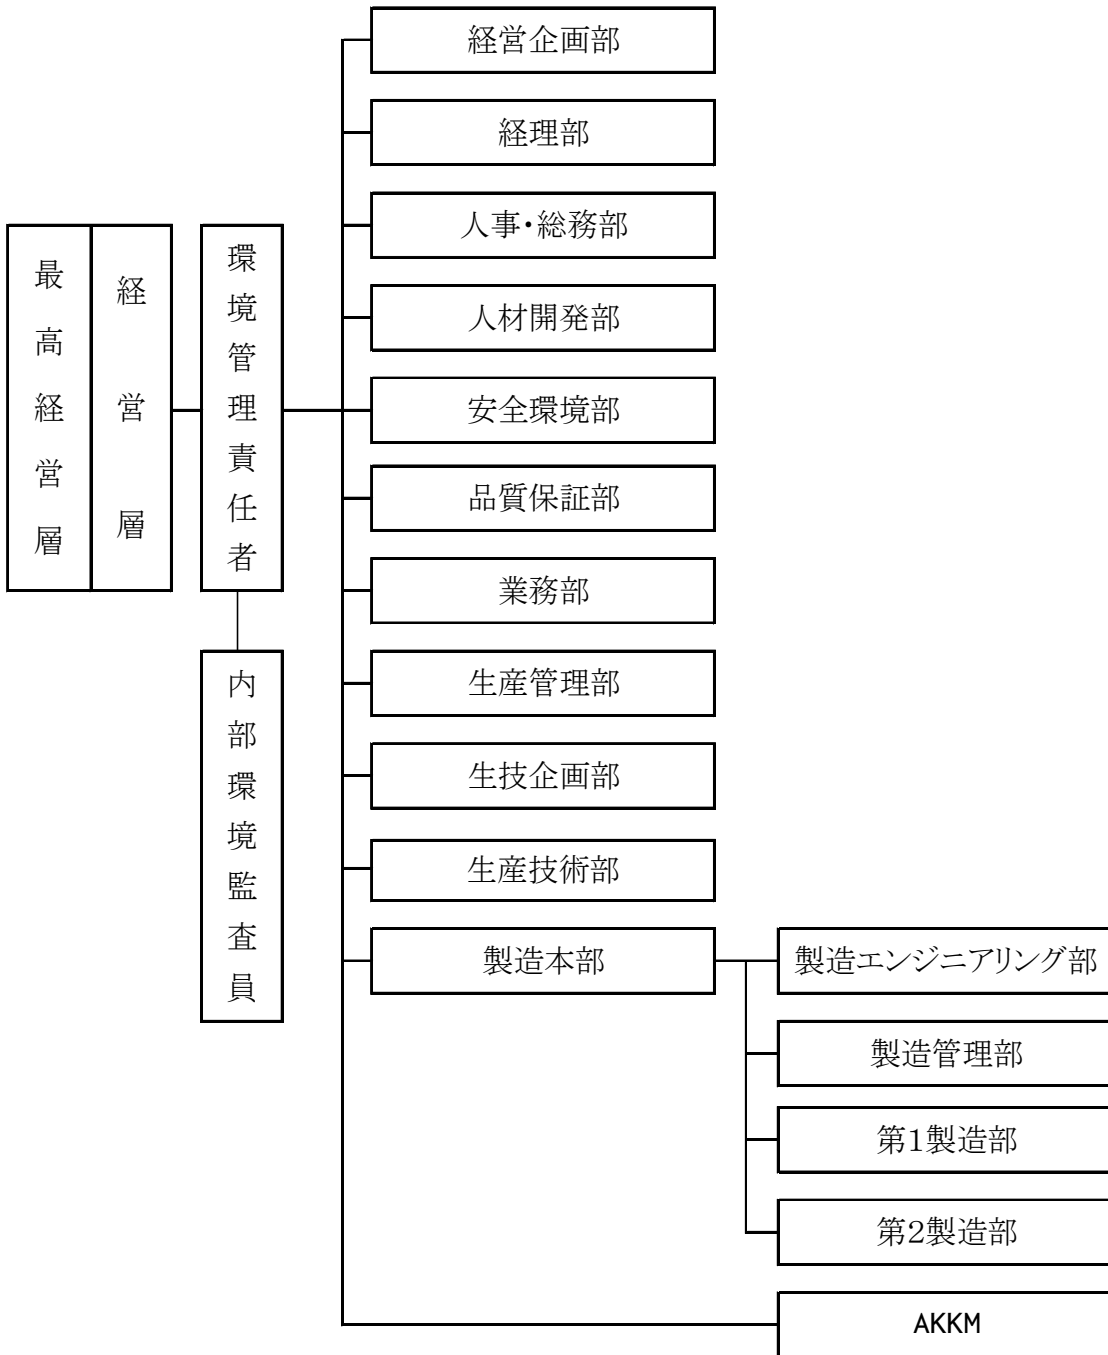 最高経営層
経営層
環境管理責任者
内部環境監査員
経営企画部
経理部
人事・総務部
人材開発部
安全環境部
品質保証部
業務部
生産管理部
生技企画部
生産技術部
製造本部
製造エンジニアリング部
製造管理部
第1製造部
第2製造部
AKKM